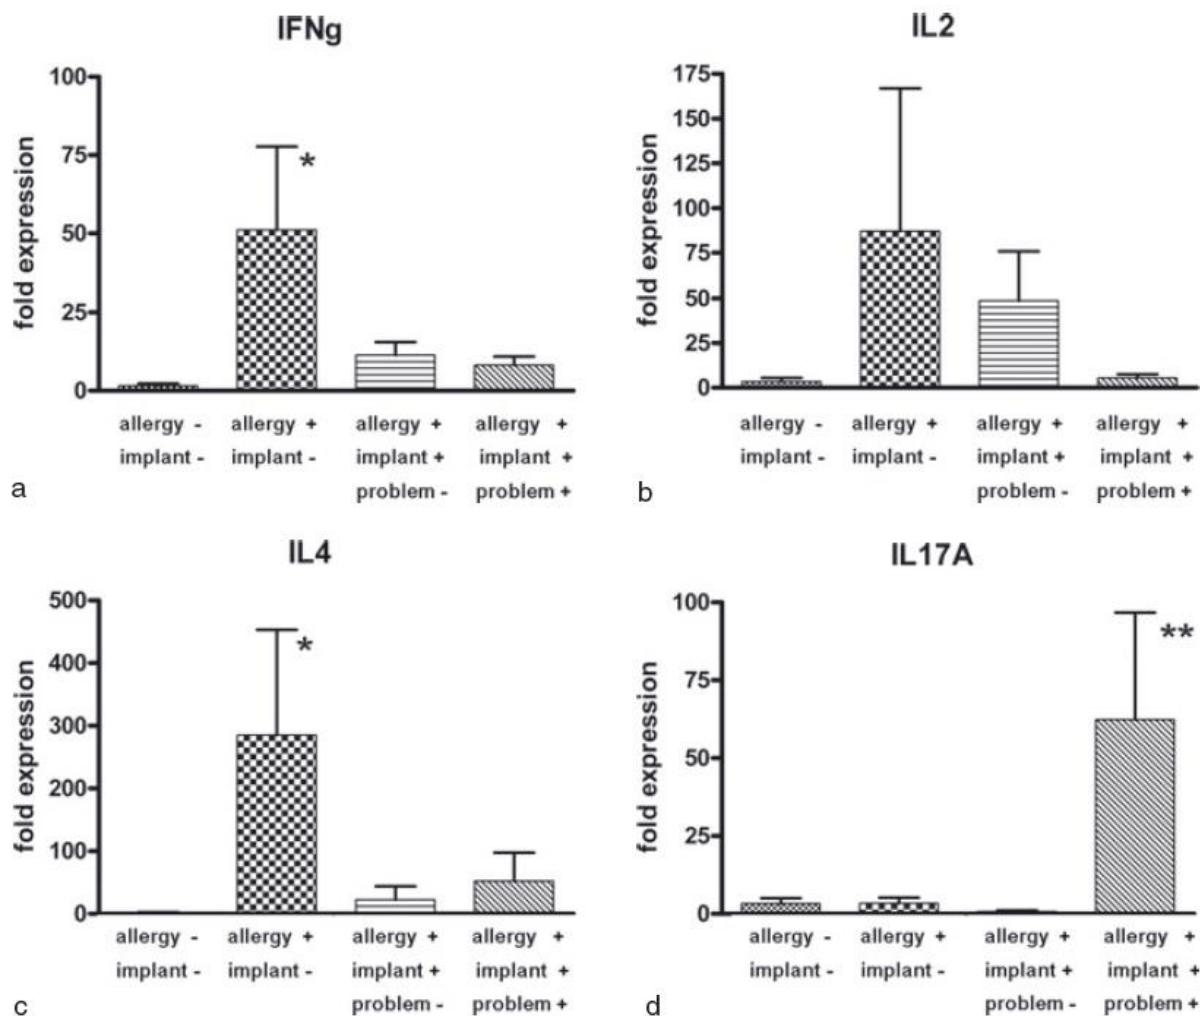 IFNg
fold expression
100
75
50
25
0
*
allergy - allergy + allergy + allergy +
implant - implant - implant + implant +
problem - problem +
a
IL2
fold expression
175
150
125
100
75
50
25
0
allergy - allergy + allergy + allergy +
implant - implant - implant + implant +
problem - problem +
b
IL4
fold expression
500
400
300
200
100
0
*
allergy - allergy + allergy + allergy +
implant - implant - implant + implant +
problem - problem +
c
IL17A
fold expression
100
75
50
25
0
**
allergy - allergy + allergy + allergy +
implant - implant - implant + implant +
problem - problem +
d